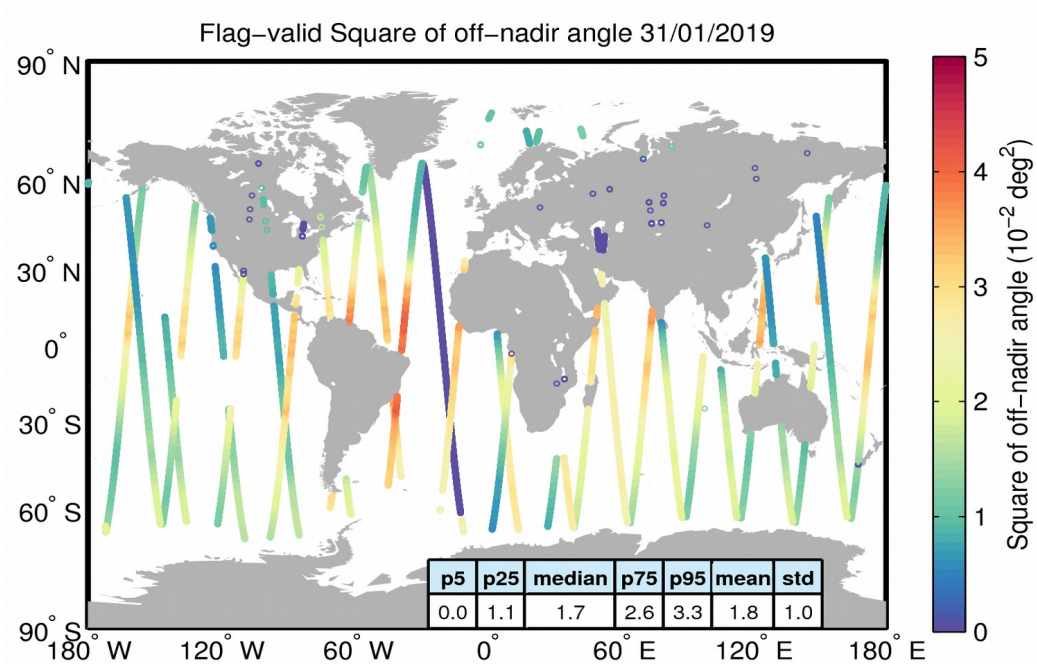 Flag−valid Square of off−nadir angle 31/01/2019
90° N
60° N
30° N
0°
30° S
60° S
90° S
180° W
120° W
60° W
0°
60° E
120° E
180° E
p5 p25 median p75 p95 mean std
0.0 1.1 1.7 2.6 3.3 1.8 1.0
5
4
3
2
1
0
Square of off−nadir angle (10⁻² deg²)